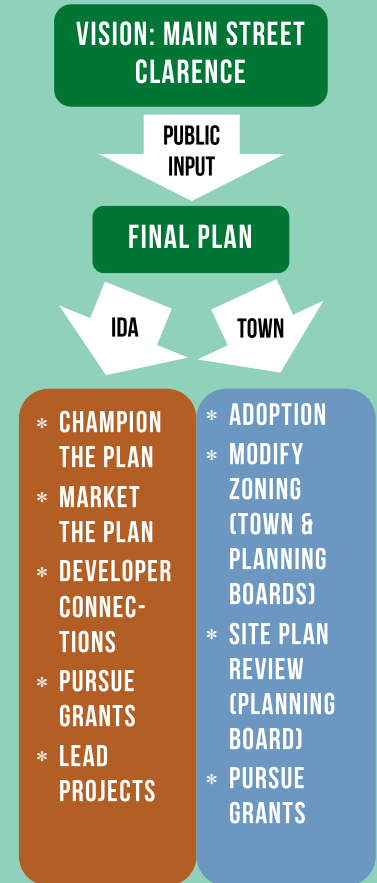 VISION: MAIN STREET
CLARENCE
PUBLIC
INPUT
FINAL PLAN
IDA
TOWN
* CHAMPION
THE PLAN
* MARKET
THE PLAN
* DEVELOPER
CONNEC-
TIONS
* PURSUE
GRANTS
* LEAD
PROJECTS
* ADOPTION
* MODIFY
ZONING
(TOWN &
PLANNING
BOARDS)
* SITE PLAN
REVIEW
(PLANNING
BOARD)
* PURSUE
GRANTS